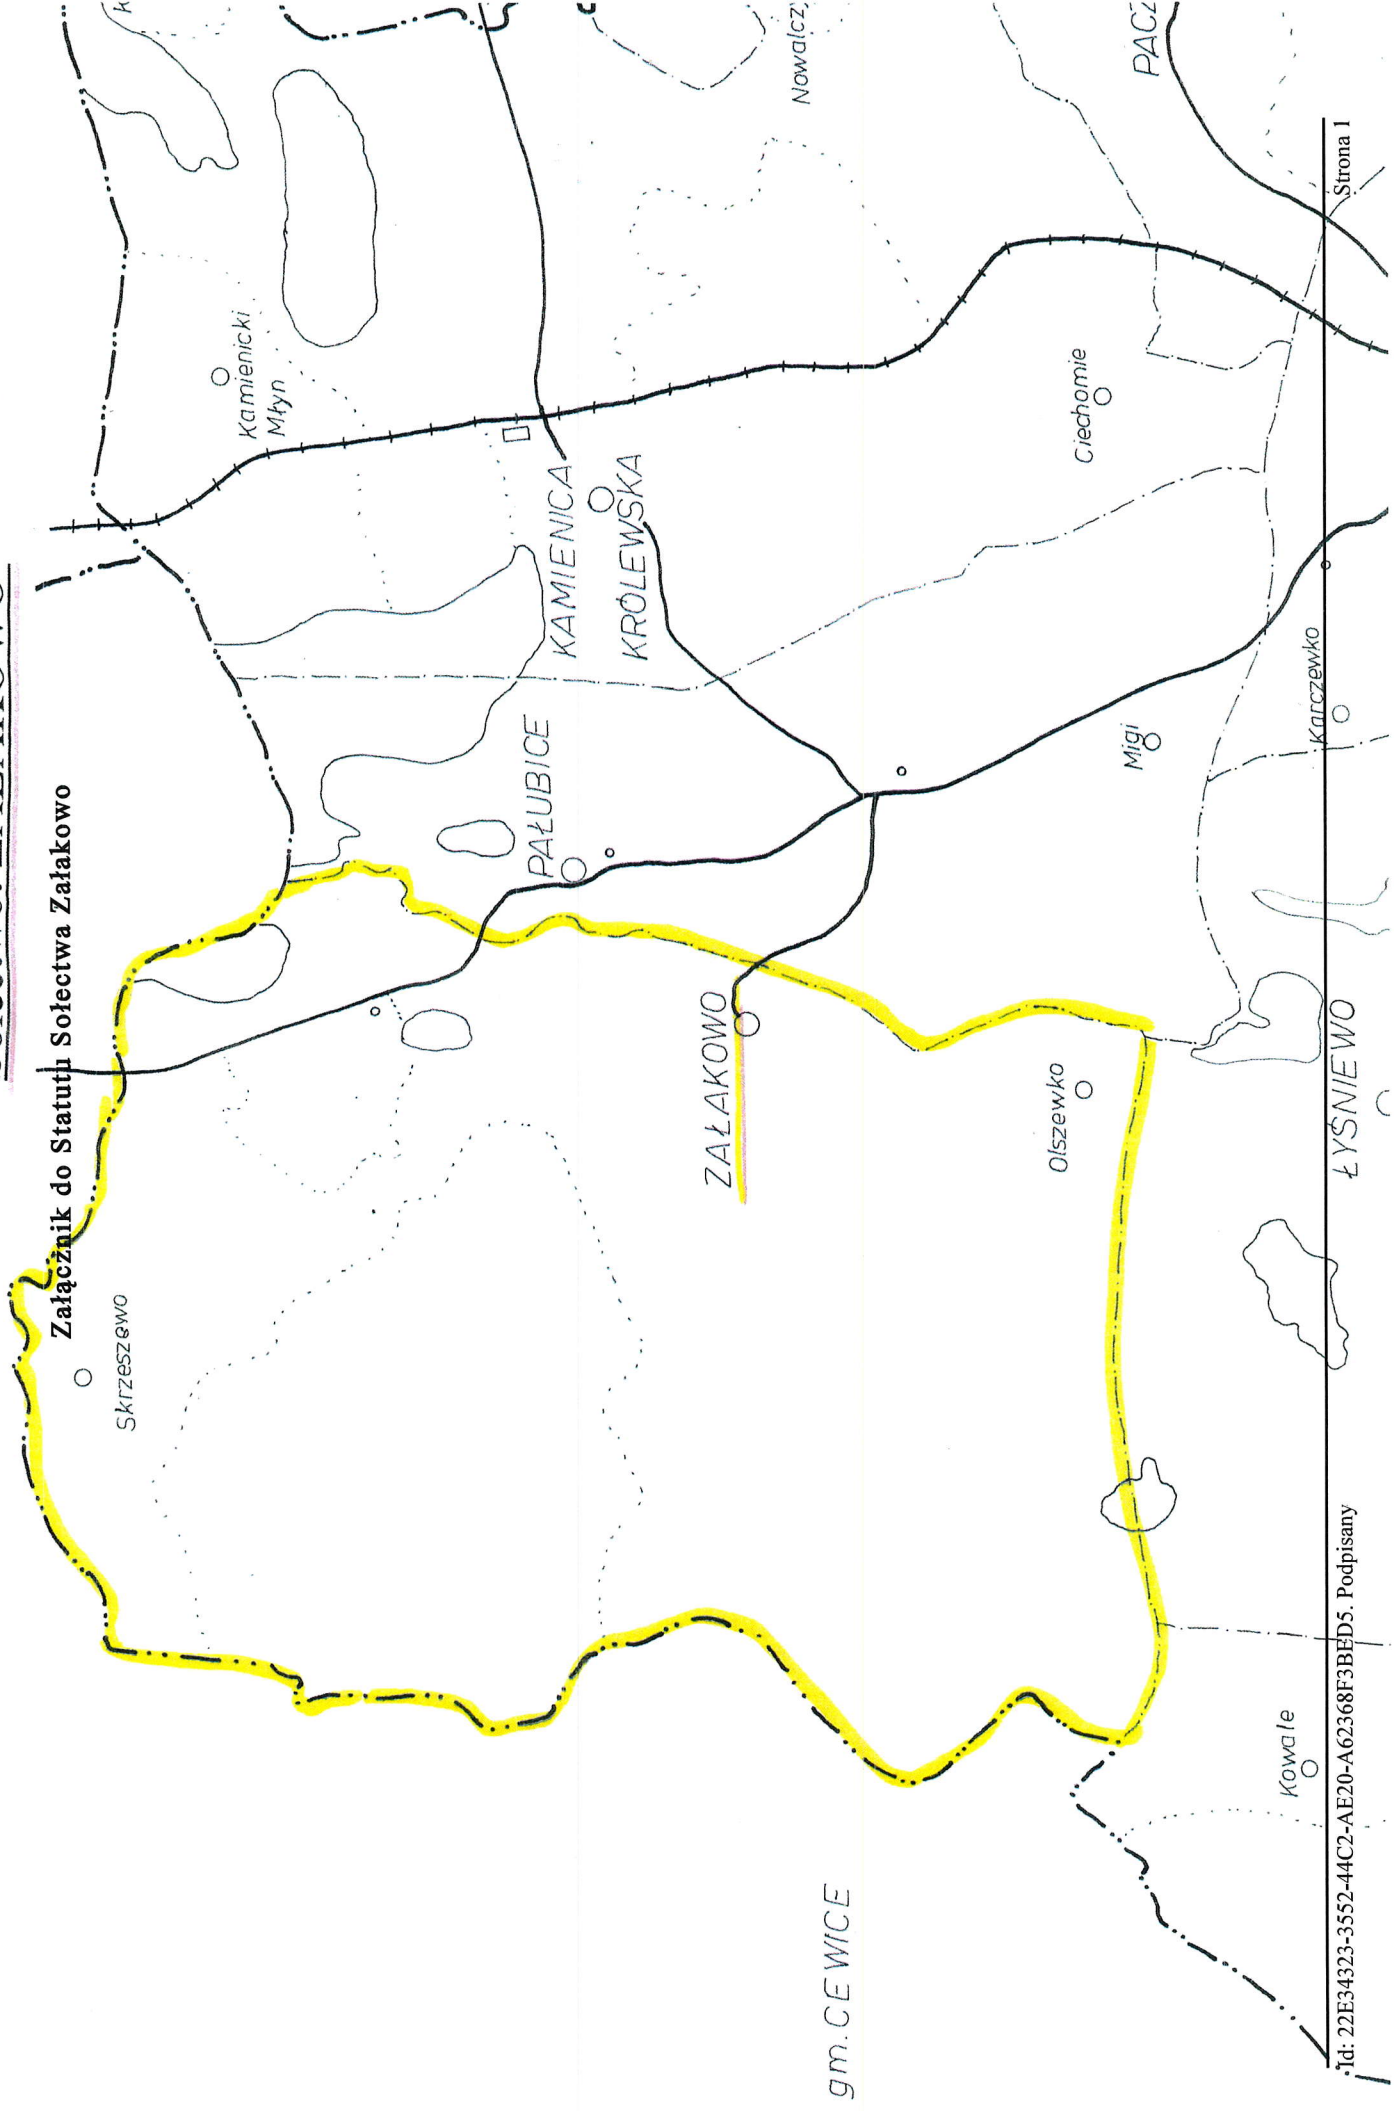 Załącznik do Statutu Sołectwa Załakowo
Skrzeszewo
Kamienicki
Młyn
KAMIENICA
KRÓLEWSKA
PAŁUBICE
ZAŁAKOWO
Nowalczy
Ciechomie
Migi
Olszewko
gm. CEWICE
PACZ
Karczewko
ŁYŚNIEWO
Kowale
Id: 22E34323-3552-44C2-AE20-A62368F3BED5. Podpisany
Strona 1